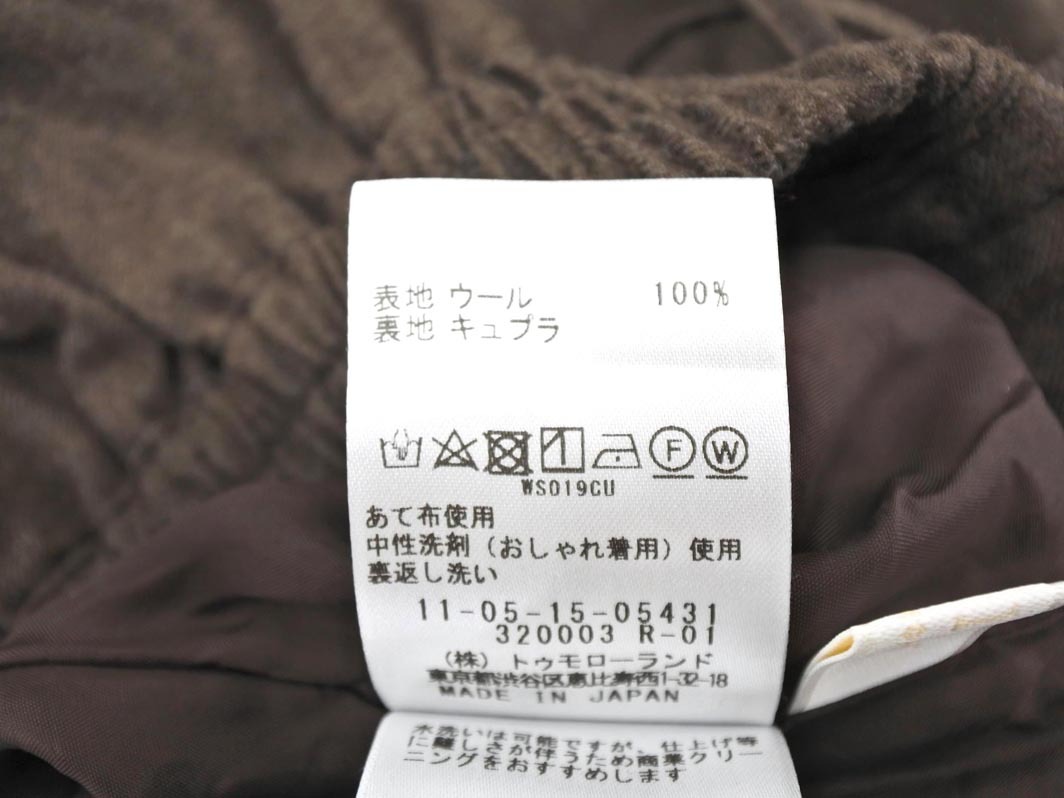 表地 ウール 100%
裏地 キュプラ
F W
WS019CU
あて布使用
中性洗剤(おしゃれ着用)使用
裏返し洗い
11-05-15-05431
320003 R-01
(株) トゥモローランド
東京都渋谷区恵比寿西1-32-18
MADE IN JAPAN
水洗いは可能ですが、仕上げ等
に難しさが伴うため商業クリー
ニングをおすすめします